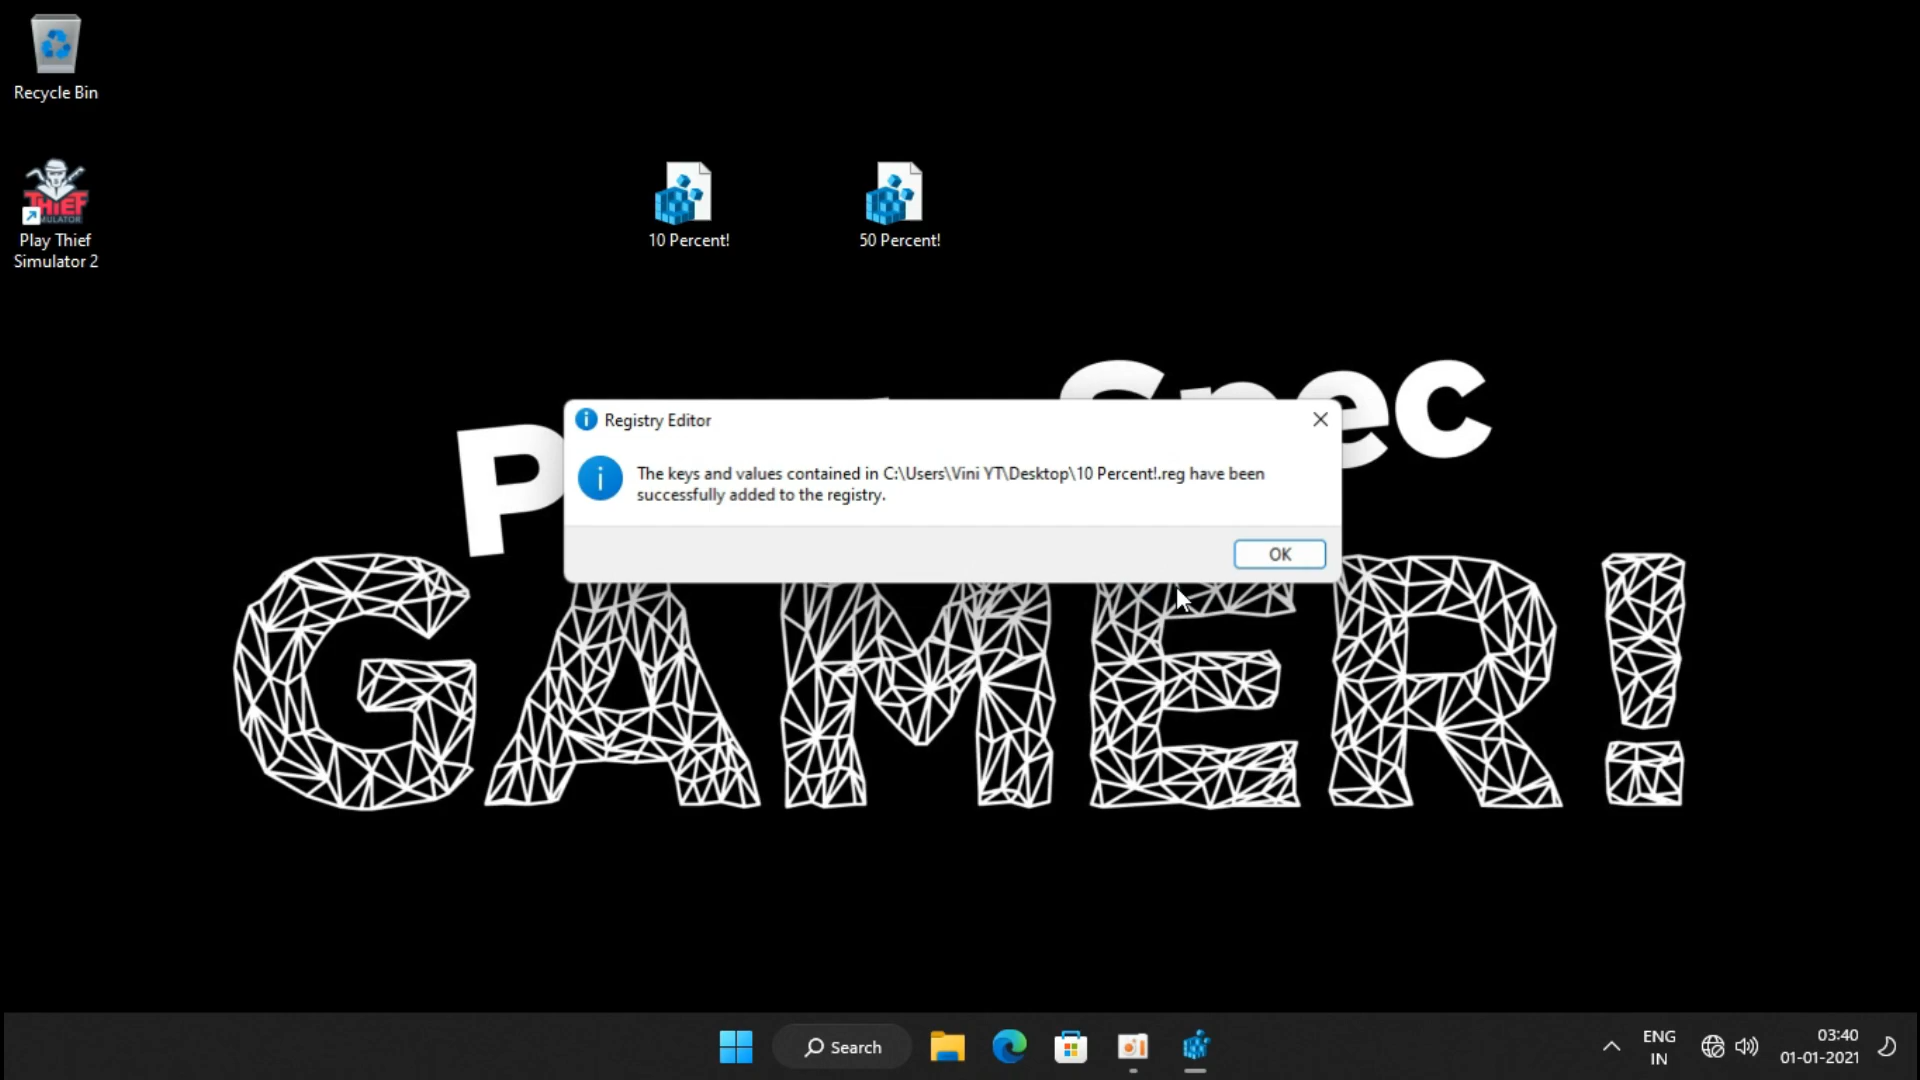 Recycle Bin
THIEF
Play Thief
Simulator 2
10 Percent!
50 Percent!
Spec
P
Registry Editor
The keys and values contained in C:\Users\Vini YT\Desktop\10 Percent!.reg have been
successfully added to the registry.
OK
GAMER!
Search
ENG
IN
03:40
01-01-2021